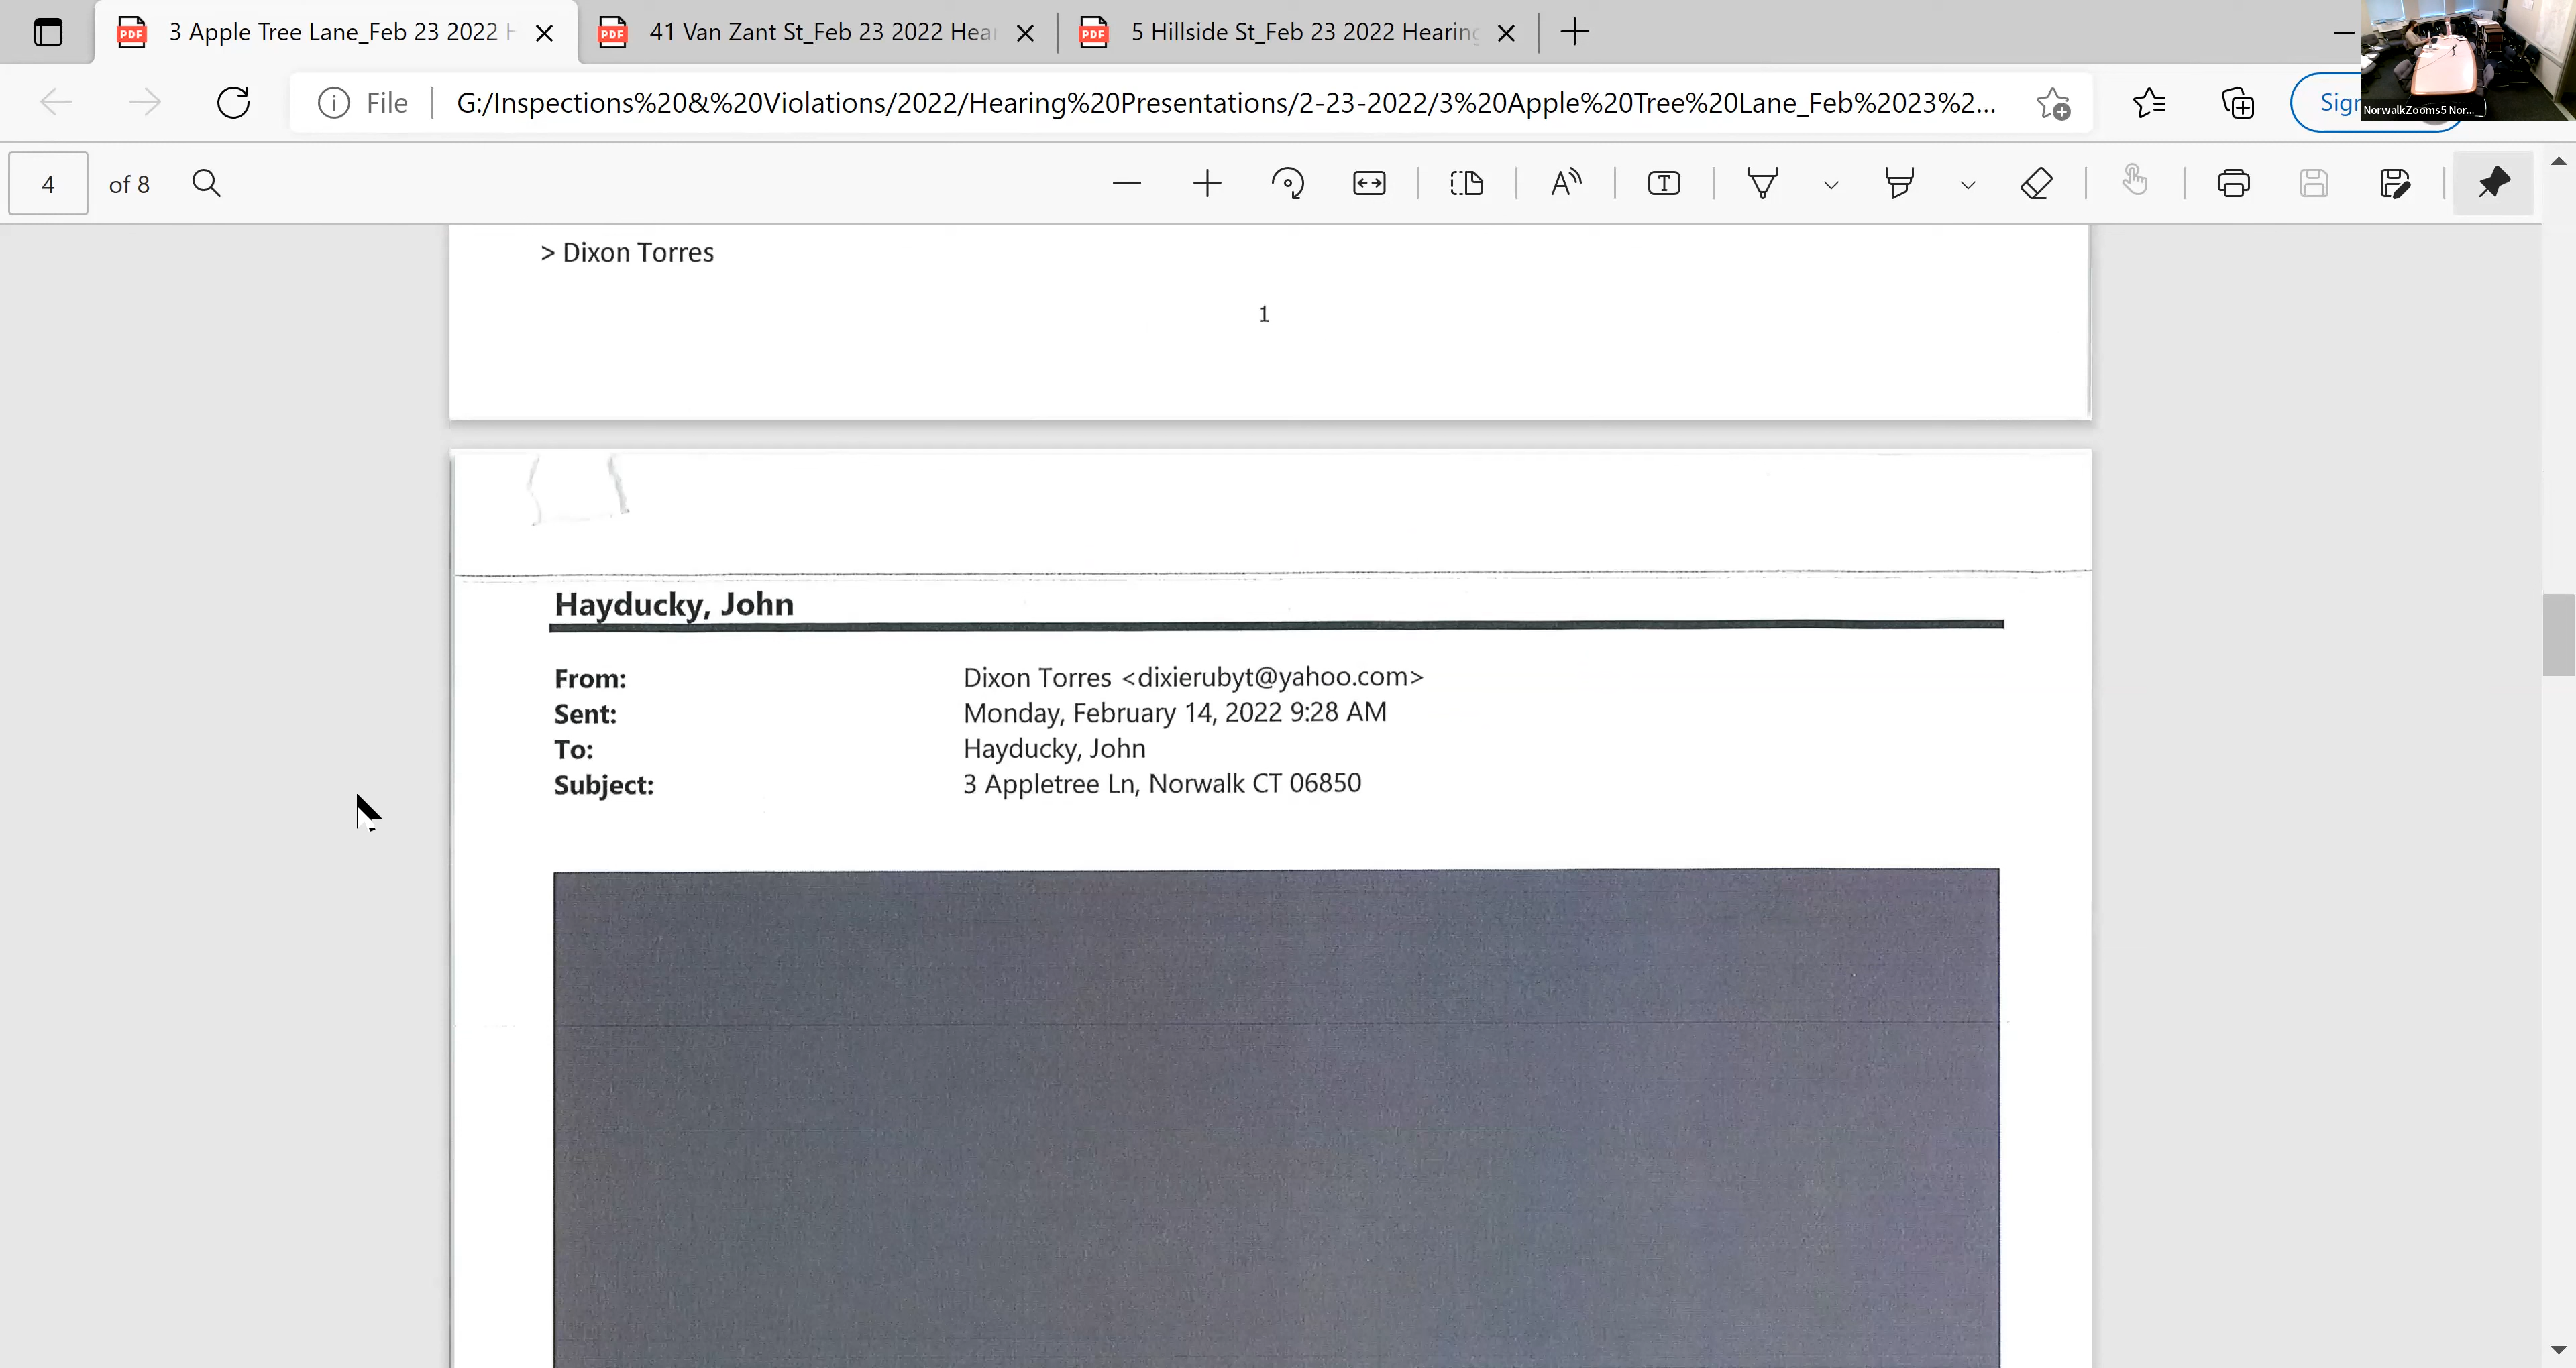 3 Apple Tree Lane_Feb 23 2022 H
41 Van Zant St_Feb 23 2022 Hear
5 Hillside St_Feb 23 2022 Hearing
File
G:/Inspections%20&%20Violations/2022/Hearing%20Presentations/2-23-2022/3%20Apple%20Tree%20Lane_Feb%2023%2...
Sign
NorwalkZooms5 Nor...
4 of 8
> Dixon Torres
1
Hayducky, John
From: Dixon Torres <dixierubyt@yahoo.com>
Sent: Monday, February 14, 2022 9:28 AM
To: Hayducky, John
Subject: 3 Appletree Ln, Norwalk CT 06850